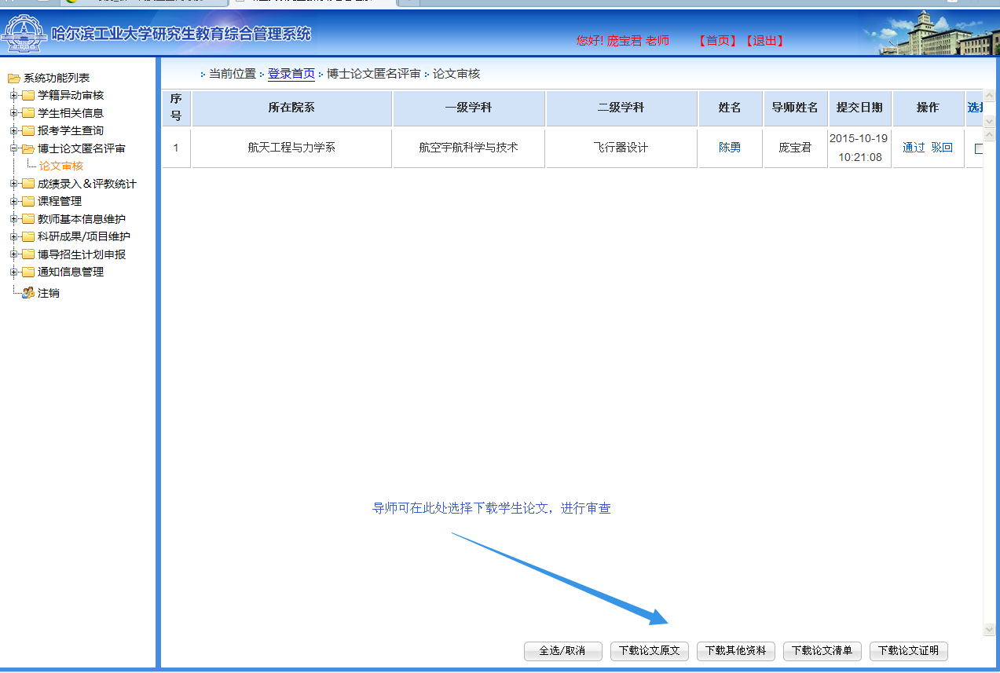 哈尔滨工业大学研究生教育综合管理系统
您好! 庞宝君 老师 【首页】【退出】
系统功能列表
学籍异动审核
学生相关信息
报考学生查询
博士论文匿名评审
论文审核
成绩录入＆评教统计
课程管理
教师基本信息维护
科研成果/项目维护
博导招生计划申报
通知信息管理
注销
当前位置 登录首页 博士论文匿名评审 论文审核
序号 所在院系 一级学科 二级学科 姓名 导师姓名 提交日期 操作
1 航天工程与力学系 航空宇航科学与技术 飞行器设计 陈勇 庞宝君 2015-10-19 10:21:08 通过 驳回
导师可在此处选择下载学生论文，进行审查
全选/取消 下载论文原文 下载其他资料 下载论文清单 下载论文证明